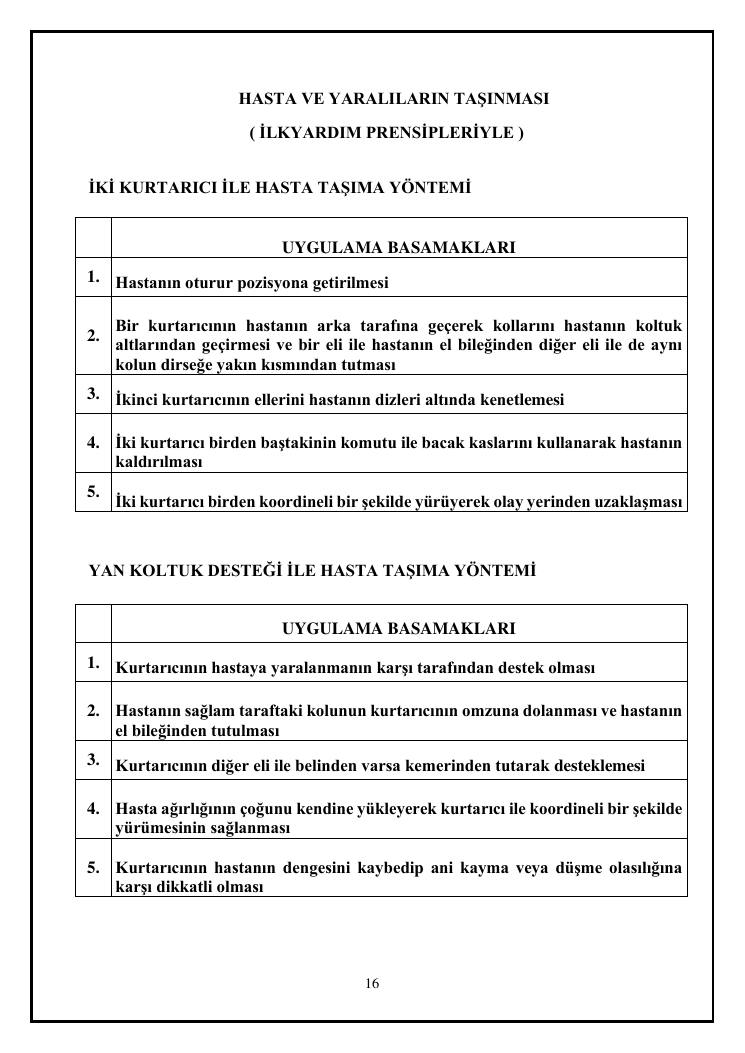 HASTA VE YARALILARIN TAŞINMASI
( İLKYARDIM PRENSİPLERİYLE )
İKİ KURTARICI İLE HASTA TAŞIMA YÖNTEMİ
UYGULAMA BASAMAKLARI
1. Hastanın oturur pozisyona getirilmesi
2. Bir kurtarıcının hastanın arka tarafına geçerek kollarını hastanın koltuk
altlarından geçirmesi ve bir eli ile hastanın el bileğinden diğer eli ile de aynı
kolun dirseğe yakın kısmından tutması
3. İkinci kurtarıcının ellerini hastanın dizleri altında kenetlemesi
4. İki kurtarıcı birden baştakinin komutu ile bacak kaslarını kullanarak hastanın
kaldırılması
5. İki kurtarıcı birden koordineli bir şekilde yürüyerek olay yerinden uzaklaşması
YAN KOLTUK DESTEĞİ İLE HASTA TAŞIMA YÖNTEMİ
UYGULAMA BASAMAKLARI
1. Kurtarıcının hastaya yaralanmanın karşı tarafından destek olması
2. Hastanın sağlam taraftaki kolunun kurtarıcının omzuna dolanması ve hastanın
el bileğinden tutulması
3. Kurtarıcının diğer eli ile belinden varsa kemerinden tutarak desteklemesi
4. Hasta ağırlığının çoğunu kendine yükleyerek kurtarıcı ile koordineli bir şekilde
yürümesinin sağlanması
5. Kurtarıcının hastanın dengesini kaybedip ani kayma veya düşme olasılığına
karşı dikkatli olması
16